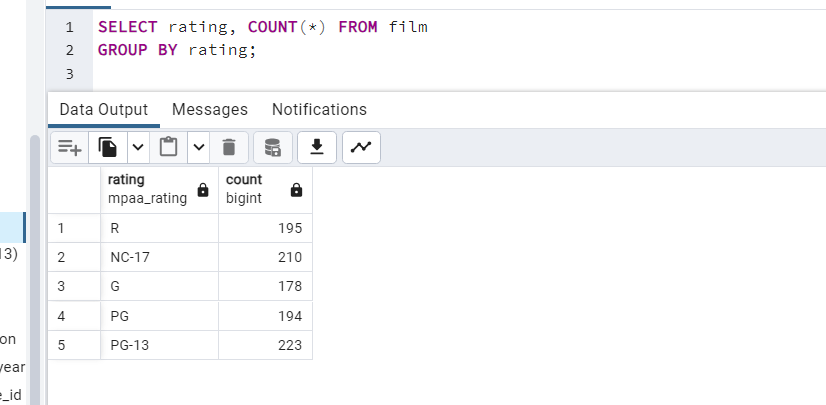 1 SELECT rating, COUNT(*) FROM film
2 GROUP BY rating;
3
Data Output Messages Notifications
rating count
mpaa_rating bigint
1 R 195
2 NC-17 210
3 G 178
4 PG 194
5 PG-13 223
13)
on
year
e_id